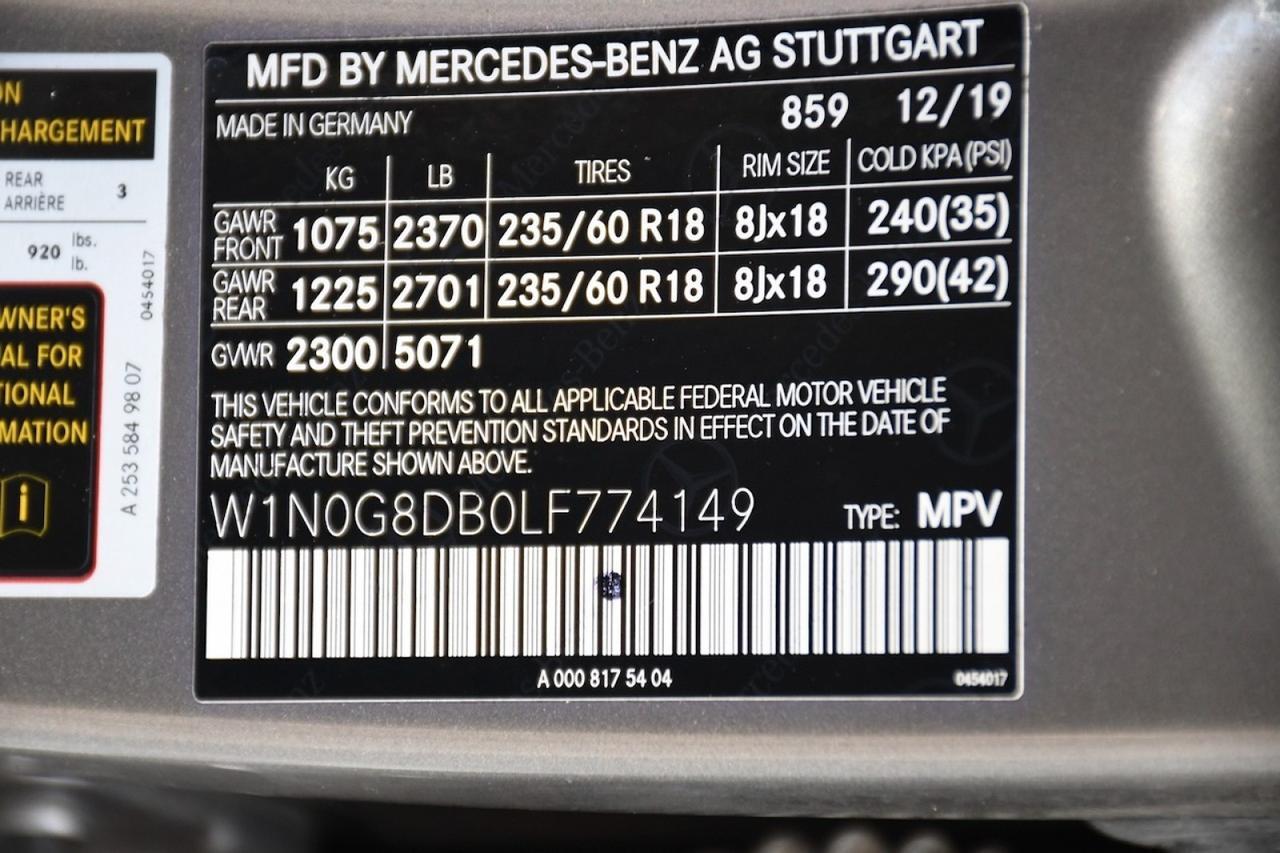 ON
HARGEMENT
REAR
ARRIÈRE 3
920 lbs.
lb.
0454017
WNER'S
AL FOR
TIONAL
MATION
A 253 584 98 07
MFD BY MERCEDES-BENZ AG STUTTGART
MADE IN GERMANY 859 12/19
KG LB TIRES RIM SIZE COLD KPA (PSI)
GAWR FRONT 1075 2370 235/60 R18 8Jx18 240(35)
GAWR REAR 1225 2701 235/60 R18 8Jx18 290(42)
GVWR 2300 5071
THIS VEHICLE CONFORMS TO ALL APPLICABLE FEDERAL MOTOR VEHICLE
SAFETY AND THEFT PREVENTION STANDARDS IN EFFECT ON THE DATE OF
MANUFACTURE SHOWN ABOVE.
W1N0G8DB0LF774149 TYPE: MPV
A 000 817 54 04 0454017